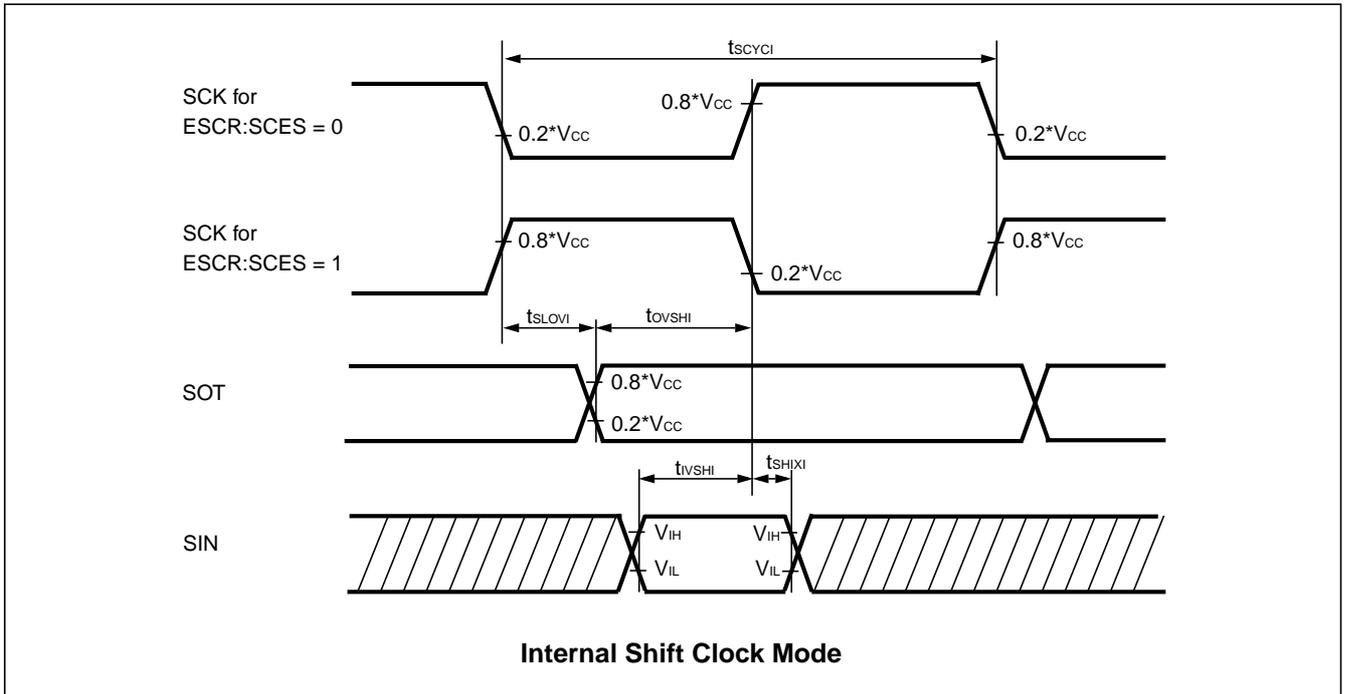 tSCYCI
SCK for
ESCR:SCES = 0
0.8*VCC
0.2*VCC
0.2*VCC
SCK for
ESCR:SCES = 1
0.8*VCC
0.2*VCC
0.8*VCC
tSLOVI
tOVSHI
SOT
0.8*VCC
0.2*VCC
tIVSHI
tSHIXI
SIN
VIH
VIH
VIL
VIL
Internal Shift Clock Mode